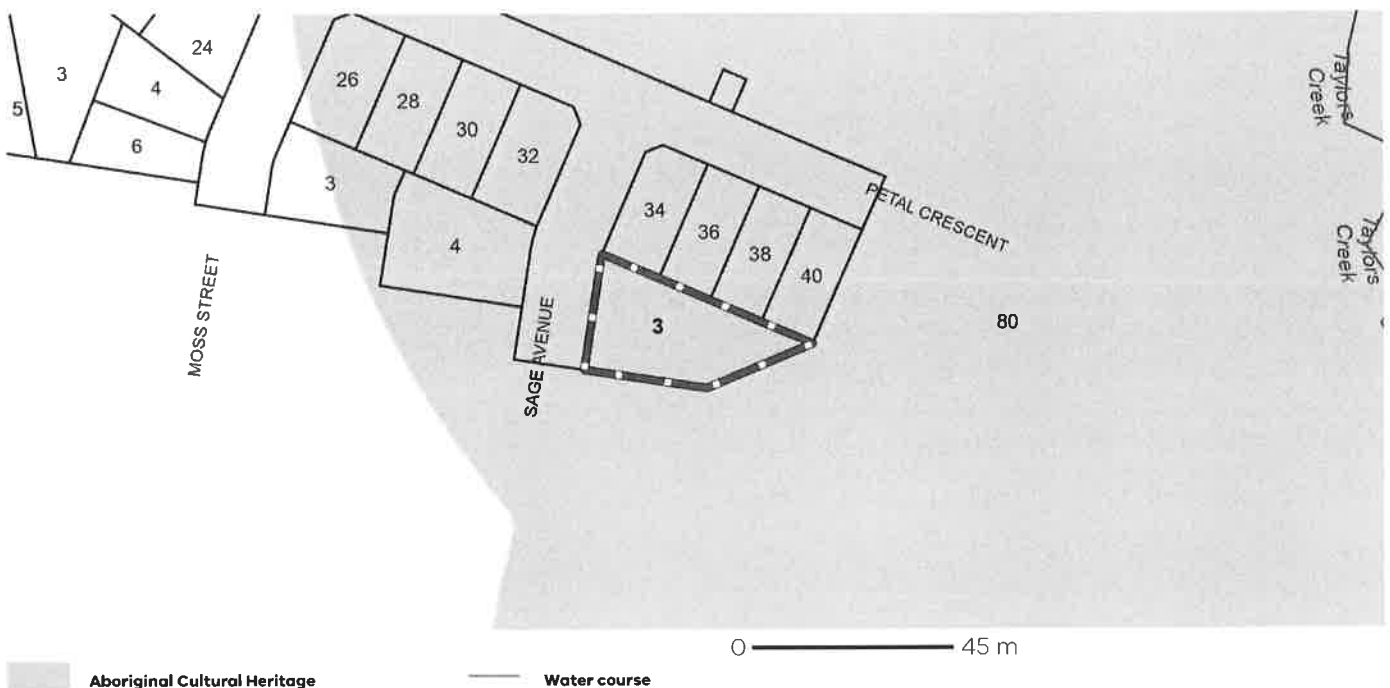 24
3
26
4
28
5
30
6
32
3
34
36
4
38
40
3
80
MOSS STREET
SAGE AVENUE
PETAL CRESCENT
Taylors
Creek
Taylors
Creek
0 45 m
Aboriginal Cultural Heritage
Water course